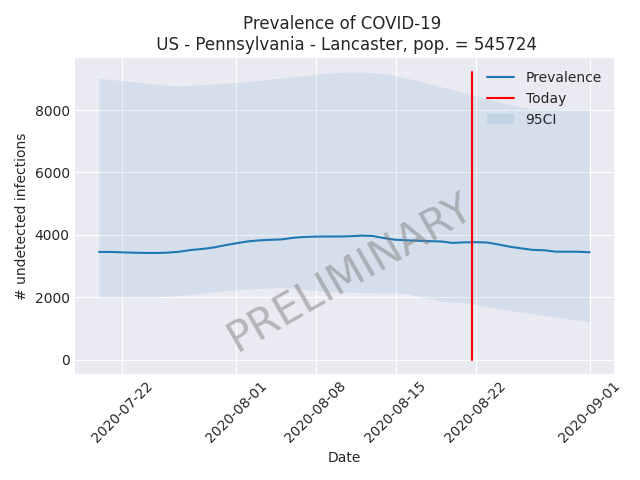 Prevalence of COVID-19
US - Pennsylvania - Lancaster, pop. = 545724
Prevalence
Today
95CI
8000
6000
4000
2000
0
# undetected infections
PRELIMINARY
2020-07-22
2020-08-01
2020-08-08
2020-08-15
2020-08-22
2020-09-01
Date